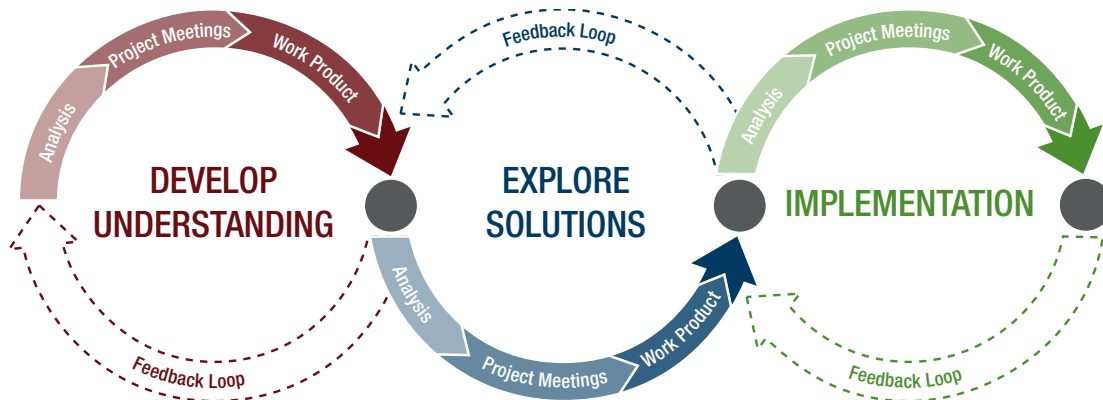 Analysis
Project Meetings
Work Product
DEVELOP
UNDERSTANDING
Feedback Loop
Feedback Loop
EXPLORE
SOLUTIONS
Analysis
Project Meetings
Work Product
Analysis
Project Meetings
Work Product
IMPLEMENTATION
Feedback Loop